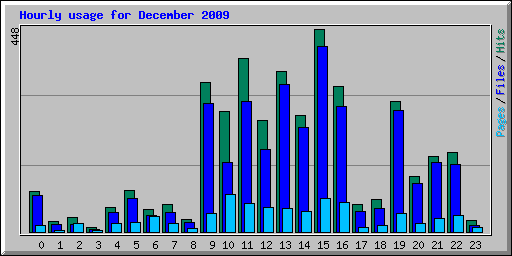 Hourly usage for December 2009
448
Pages / Files / Hits
0 1 2 3 4 5 6 7 8 9 10 11 12 13 14 15 16 17 18 19 20 21 22 23